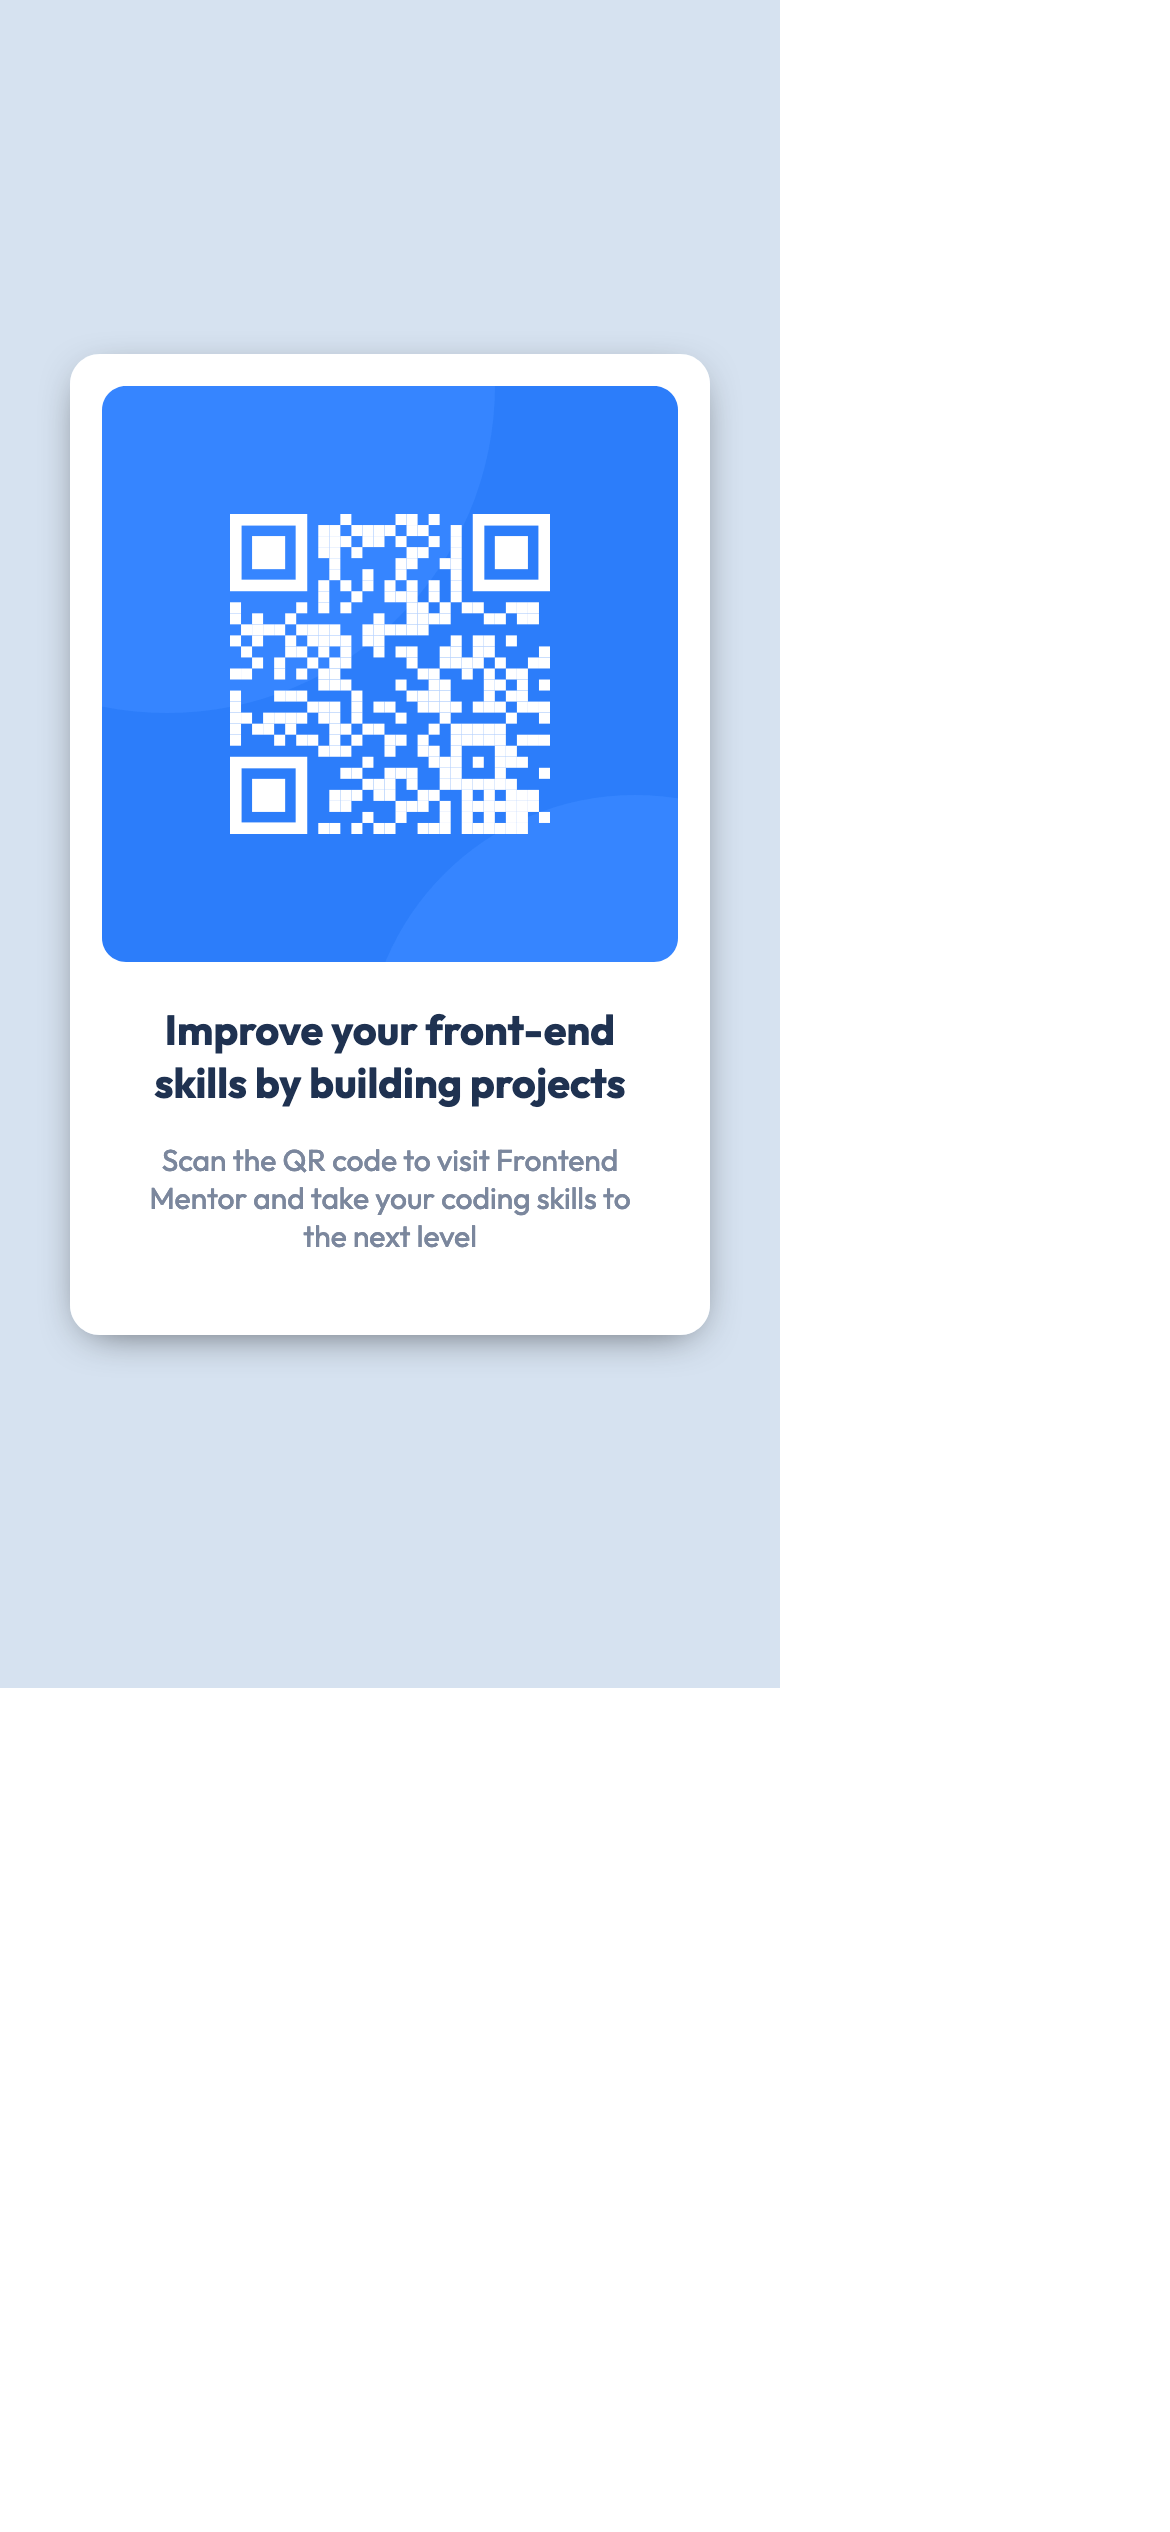 Improve your front-end
skills by building projects
Scan the QR code to visit Frontend
Mentor and take your coding skills to
the next level